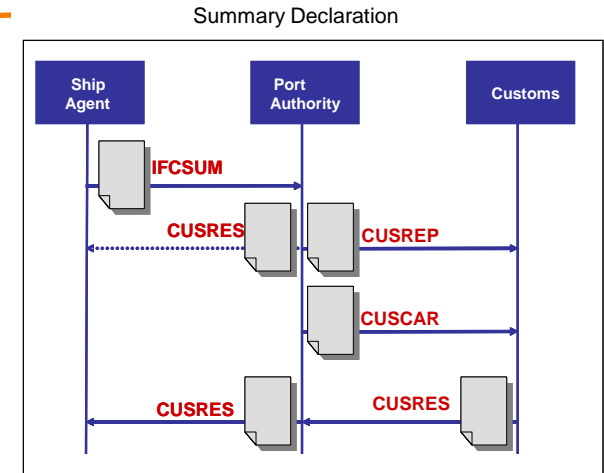 Summary Declaration
Ship
Agent
Port
Authority
Customs
IFCSUM
CUSRES
CUSREP
CUSCAR
CUSRES
CUSRES